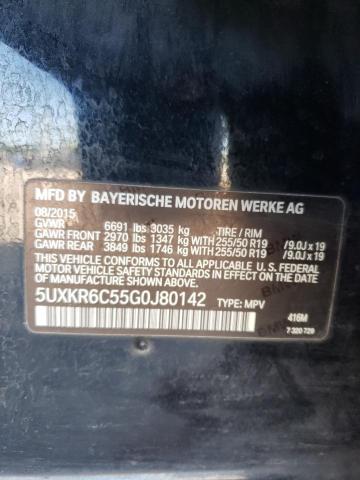 MFD BY BAYERISCHE MOTOREN WERKE AG
08/2015
GVWR 6691 lbs 3035 kg TIRE / RIM
GAWR FRONT 2970 lbs 1347 kg WITH 255/50 R19 /9.0J x 19
GAWR REAR 3849 lbs 1746 kg WITH 255/50 R19 /9.0J x 19
THIS VEHICLE CONFORMS TO ALL APPLICABLE U.S.
FEDERAL MOTOR VEHICLE SAFETY, AND THEFT
PREVENTION STANDARDS IN EFFECT ON THE DATE
OF MANUFACTURE SHOWN ABOVE.
5UXKR6C55G0J80142 TYPE: MPV
416M
7 320 729